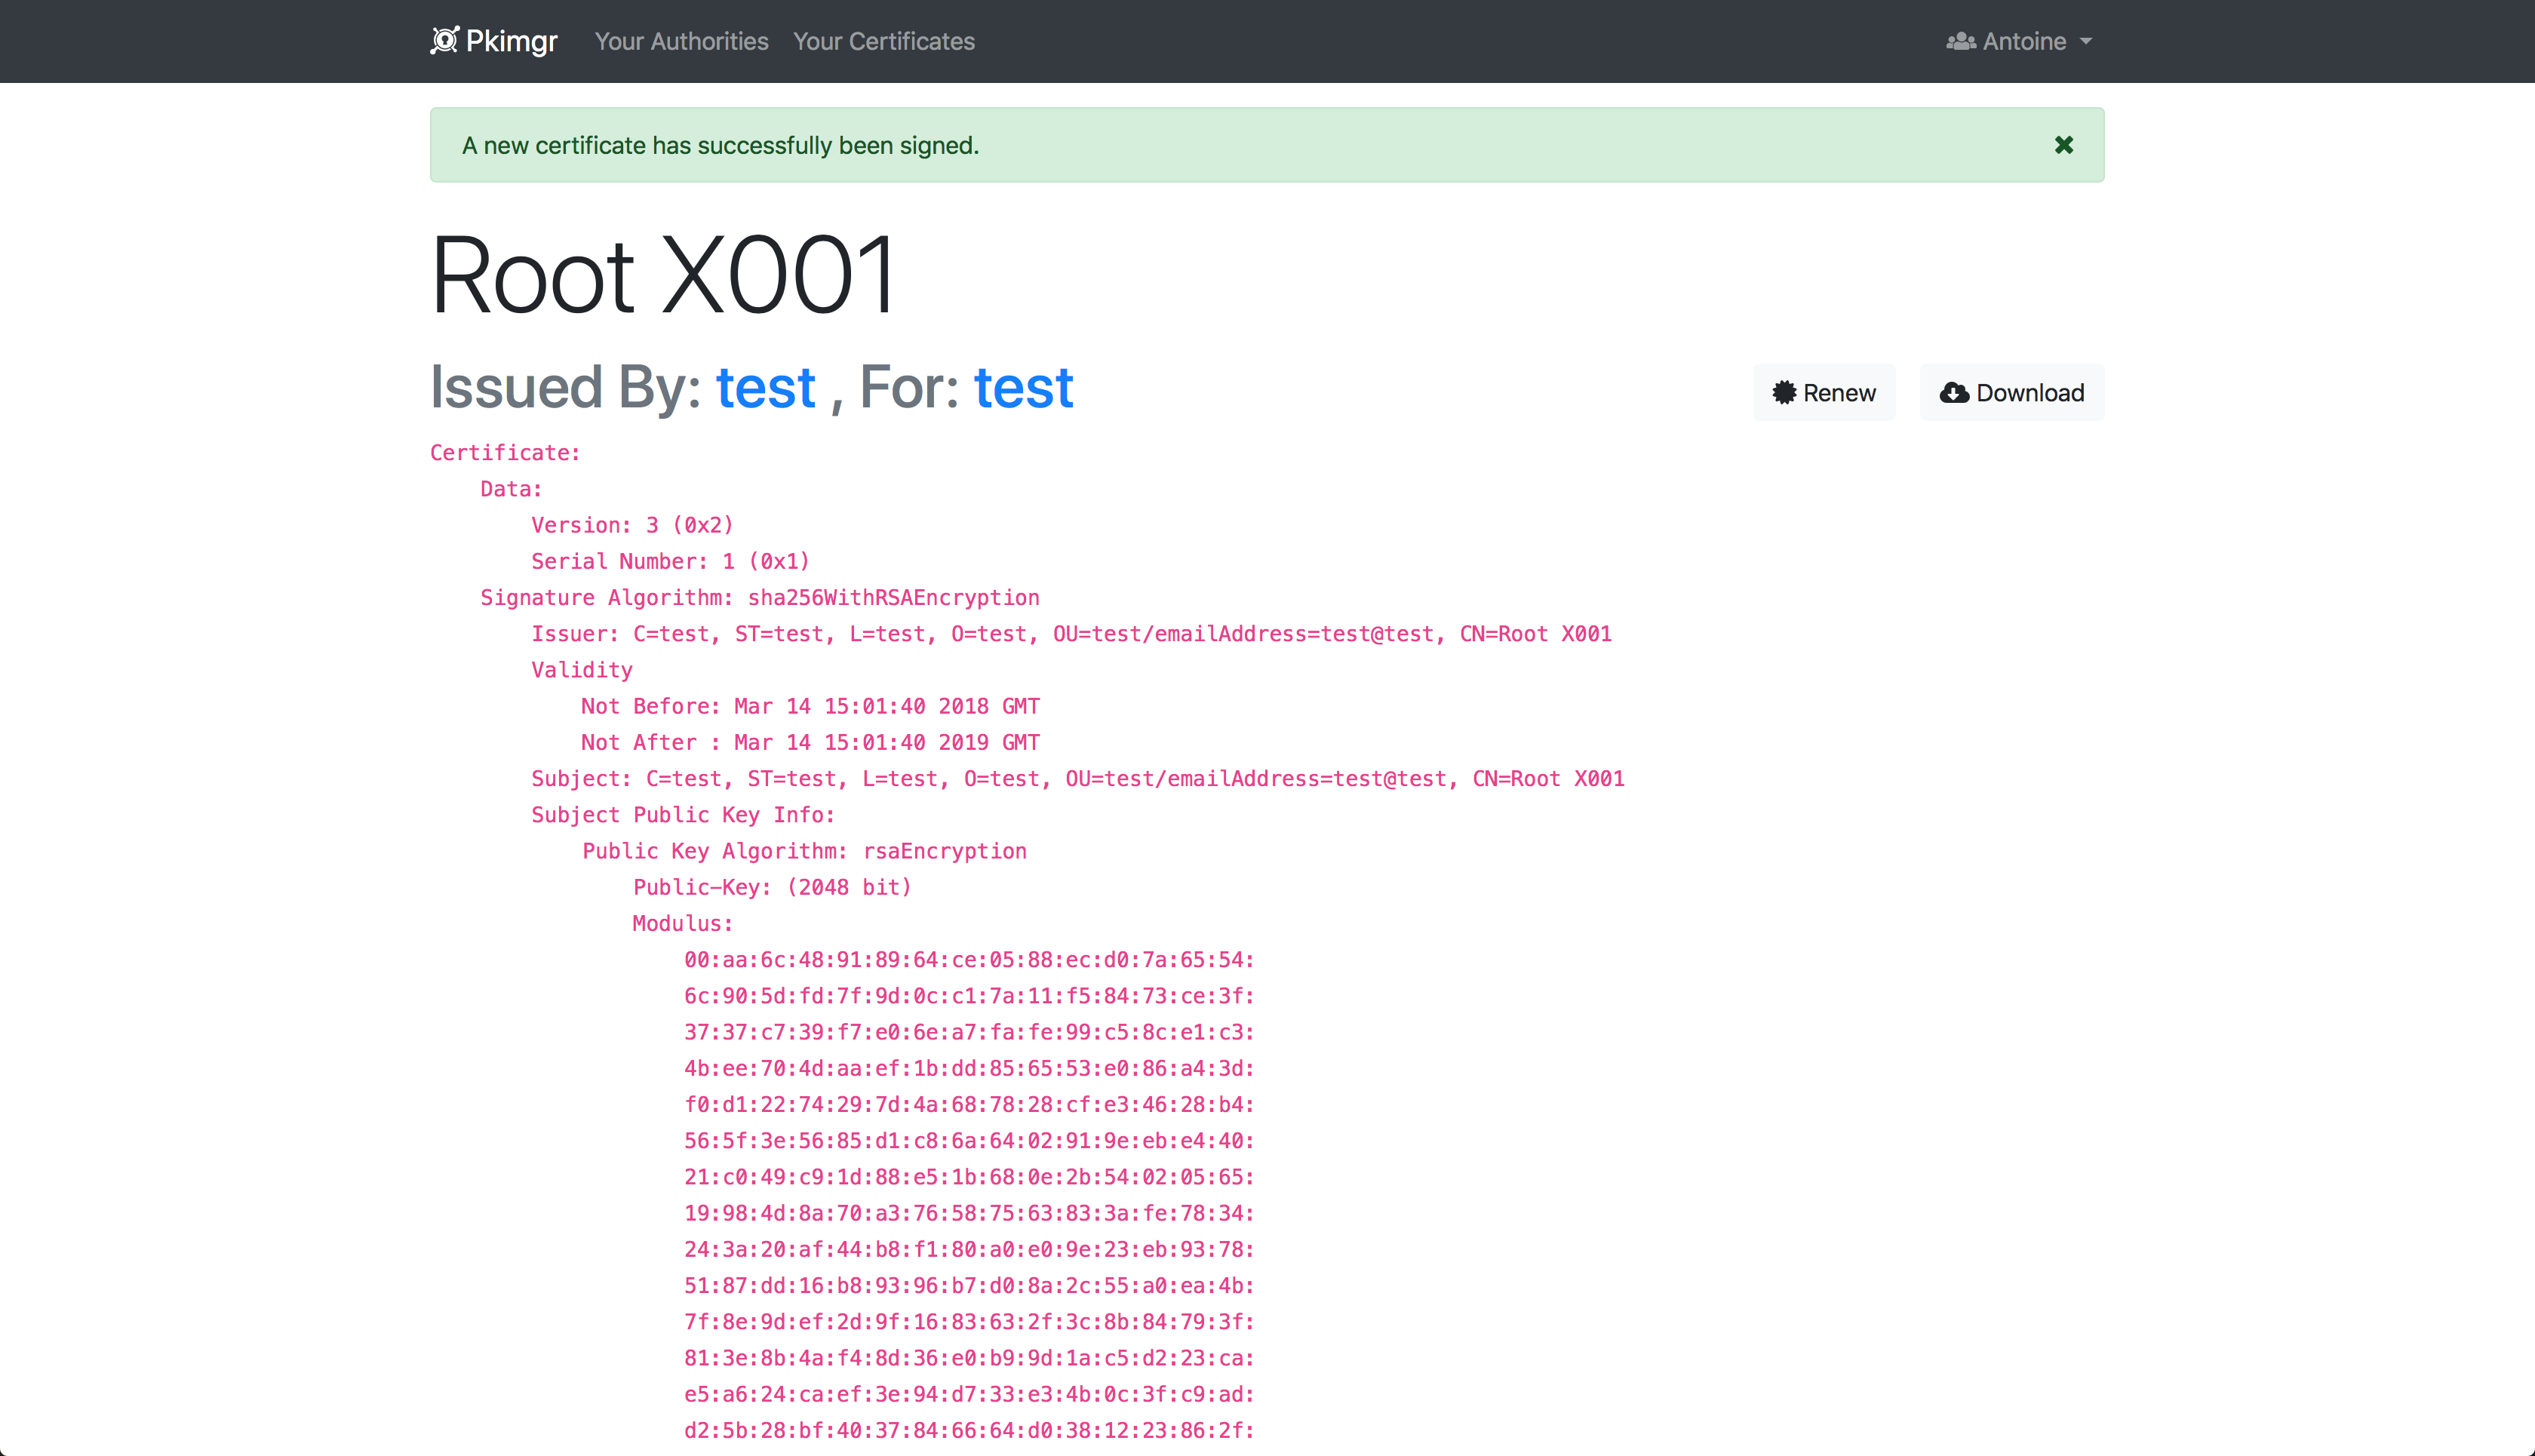 Pkimgr Your Authorities Your Certificates Antoine
A new certificate has successfully been signed.
Root X001
Issued By: test , For: test Renew Download
Certificate:
Data:
Version: 3 (0x2)
Serial Number: 1 (0x1)
Signature Algorithm: sha256WithRSAEncryption
Issuer: C=test, ST=test, L=test, O=test, OU=test/emailAddress=test@test, CN=Root X001
Validity
Not Before: Mar 14 15:01:40 2018 GMT
Not After : Mar 14 15:01:40 2019 GMT
Subject: C=test, ST=test, L=test, O=test, OU=test/emailAddress=test@test, CN=Root X001
Subject Public Key Info:
Public Key Algorithm: rsaEncryption
Public-Key: (2048 bit)
Modulus:
00:aa:6c:48:91:89:64:ce:05:88:ec:d0:7a:65:54:
6c:90:5d:fd:7f:9d:0c:c1:7a:11:f5:84:73:ce:3f:
37:37:c7:39:f7:e0:6e:a7:fa:fe:99:c5:8c:e1:c3:
4b:ee:70:4d:aa:ef:1b:dd:85:65:53:e0:86:a4:3d:
f0:d1:22:74:29:7d:4a:68:78:28:cf:e3:46:28:b4:
56:5f:3e:56:85:d1:c8:6a:64:02:91:9e:eb:e4:40:
21:c0:49:c9:1d:88:e5:1b:68:0e:2b:54:02:05:65:
19:98:4d:8a:70:a3:76:58:75:63:83:3a:fe:78:34:
24:3a:20:af:44:b8:f1:80:a0:e0:9e:23:eb:93:78:
51:87:dd:16:b8:93:96:b7:d0:8a:2c:55:a0:ea:4b:
7f:8e:9d:ef:2d:9f:16:83:63:2f:3c:8b:84:79:3f:
81:3e:8b:4a:f4:8d:36:e0:b9:9d:1a:c5:d2:23:ca:
e5:a6:24:ca:ef:3e:94:d7:33:e3:4b:0c:3f:c9:ad:
d2:5b:28:bf:40:37:84:66:64:d0:38:12:23:86:2f: